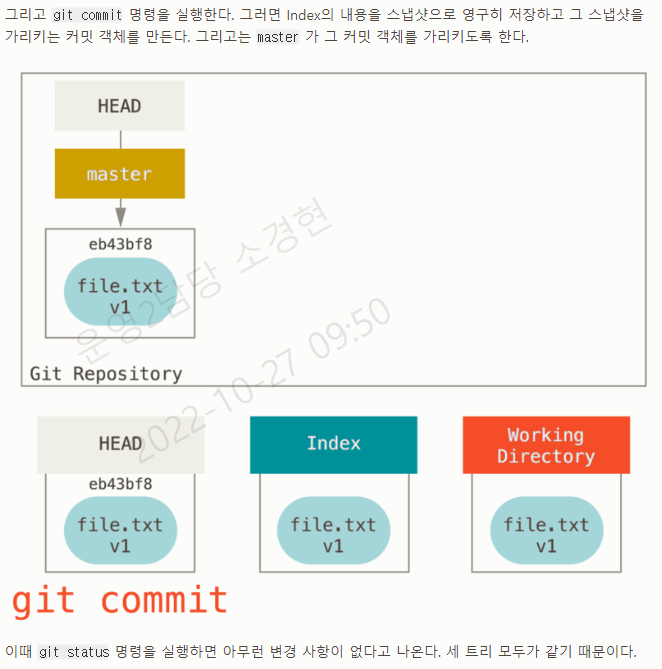 그리고 git commit 명령을 실행한다. 그러면 Index의 내용을 스냅샷으로 영구히 저장하고 그 스냅샷을
가리키는 커밋 객체를 만든다. 그리고는 master 가 그 커밋 객체를 가리키도록 한다.
HEAD
master
eb43bf8
file.txt
v1
Git Repository
운영2담당 소경현
2022-10-27 09:50
HEAD
Index
Working
Directory
eb43bf8
file.txt
v1
file.txt
v1
file.txt
v1
git commit
이때 git status 명령을 실행하면 아무런 변경 사항이 없다고 나온다. 세 트리 모두가 같기 때문이다.